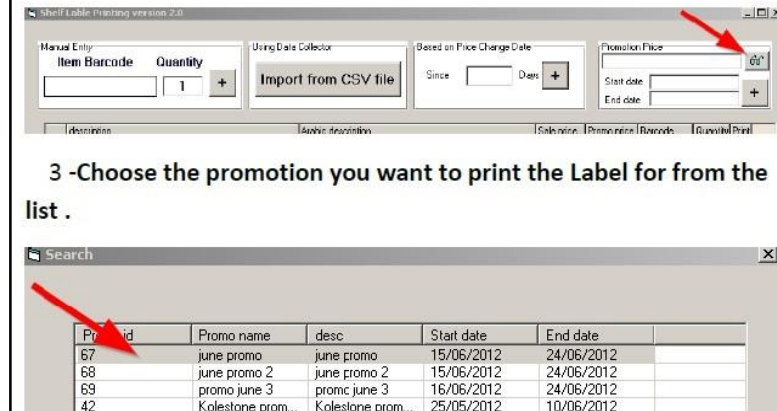 Shelf Lable Printing version 2.0
Manual Entry
Item Barcode Quantity
1 +
Using Data Collector
Import from CSV file
Based on Price Change Date
Since Days +
Promotion Price
Start date
End date
+
description Arabic description Sale price Promo price Barcode Quantity Print
3 -Choose the promotion you want to print the Label for from the
list .
Search
id Promo name desc Start date End date
67 june promo june promo 15/06/2012 24/06/2012
68 june promo 2 june promo 2 15/06/2012 24/06/2012
69 promo june 3 promo june 3 16/06/2012 24/06/2012
42 Kolestone prom... Kolestone prom... 25/05/2012 10/06/2012